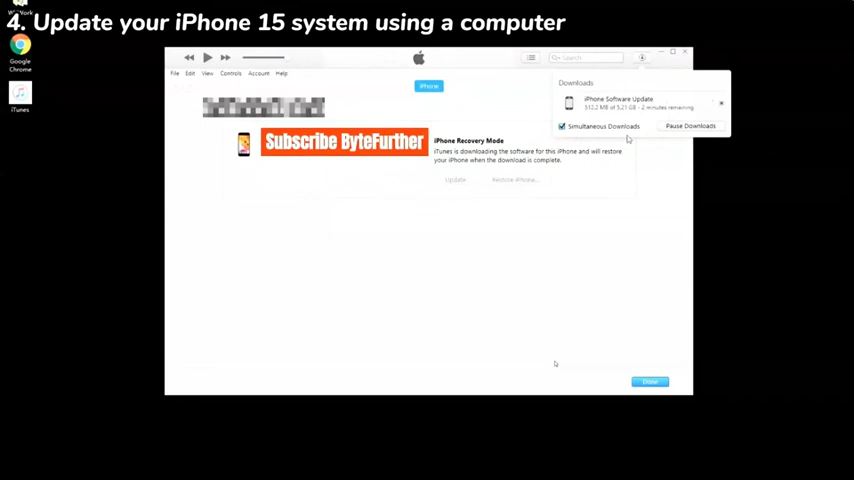 4. Update your iPhone 15 system using a computer
Google
Chrome
iTunes
Search
File Edit View Controls Account Help
iPhone
Downloads
iPhone Software Update
512.2 MB of 5.21 GB - 2 minutes remaining
Simultaneous Downloads
Pause Downloads
Subscribe ByteFurther
iPhone Recovery Mode
iTunes is downloading the software for this iPhone and will restore
your iPhone when the download is complete.
Update
Restore iPhone...
Done